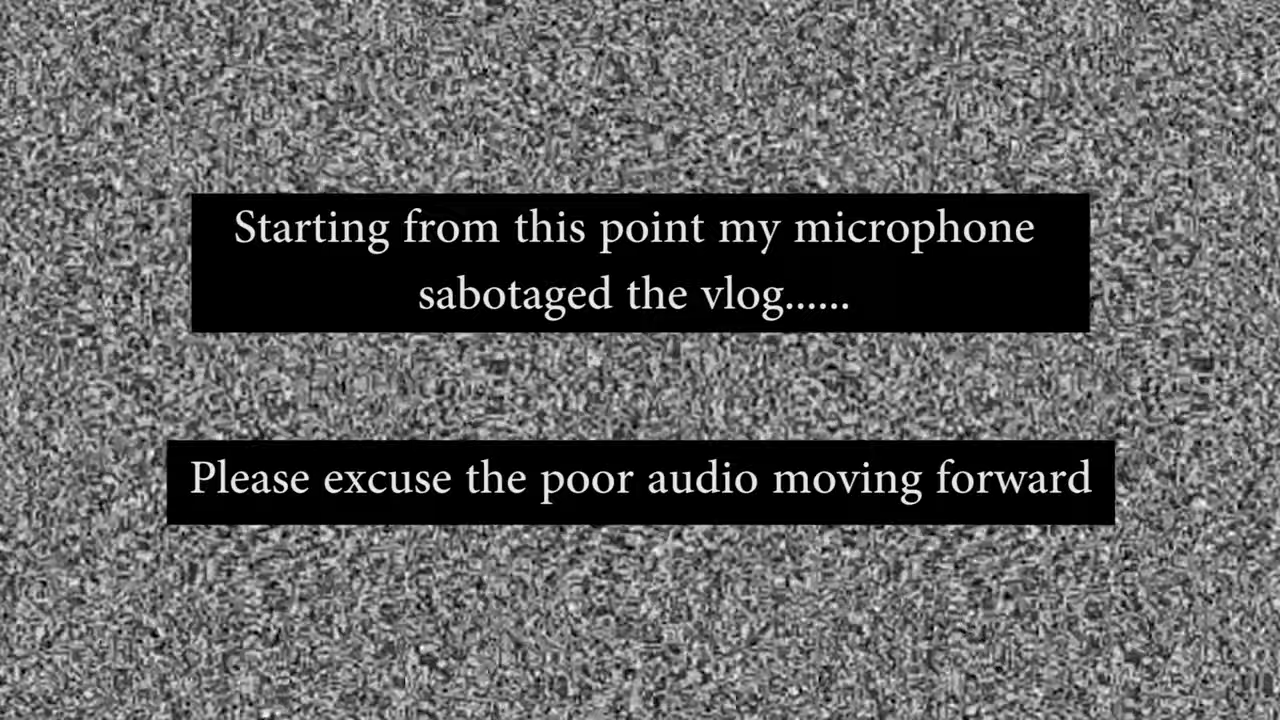 Starting from this point my microphone
sabotaged the vlog......
Please excuse the poor audio moving forward